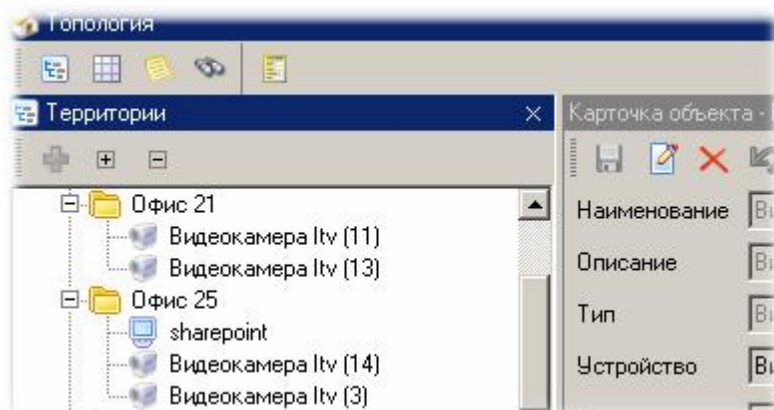 Топология
Территории
Карточка объекта -
Офис 21
Видеокамера Itv (11)
Видеокамера Itv (13)
Офис 25
sharepoint
Видеокамера Itv (14)
Видеокамера Itv (3)
Наименование
Описание
Тип
Устройство